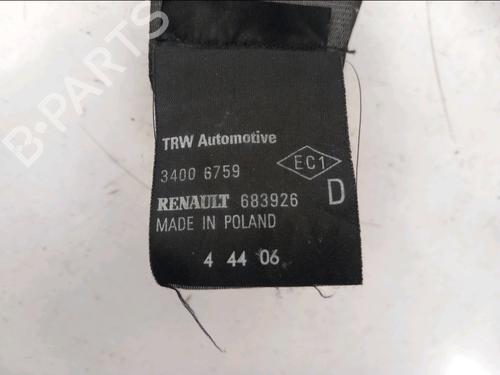 TRW Automotive
3400 6759 EC1
RENAULT 683926 D
MADE IN POLAND
4 44 06
B-PARTS